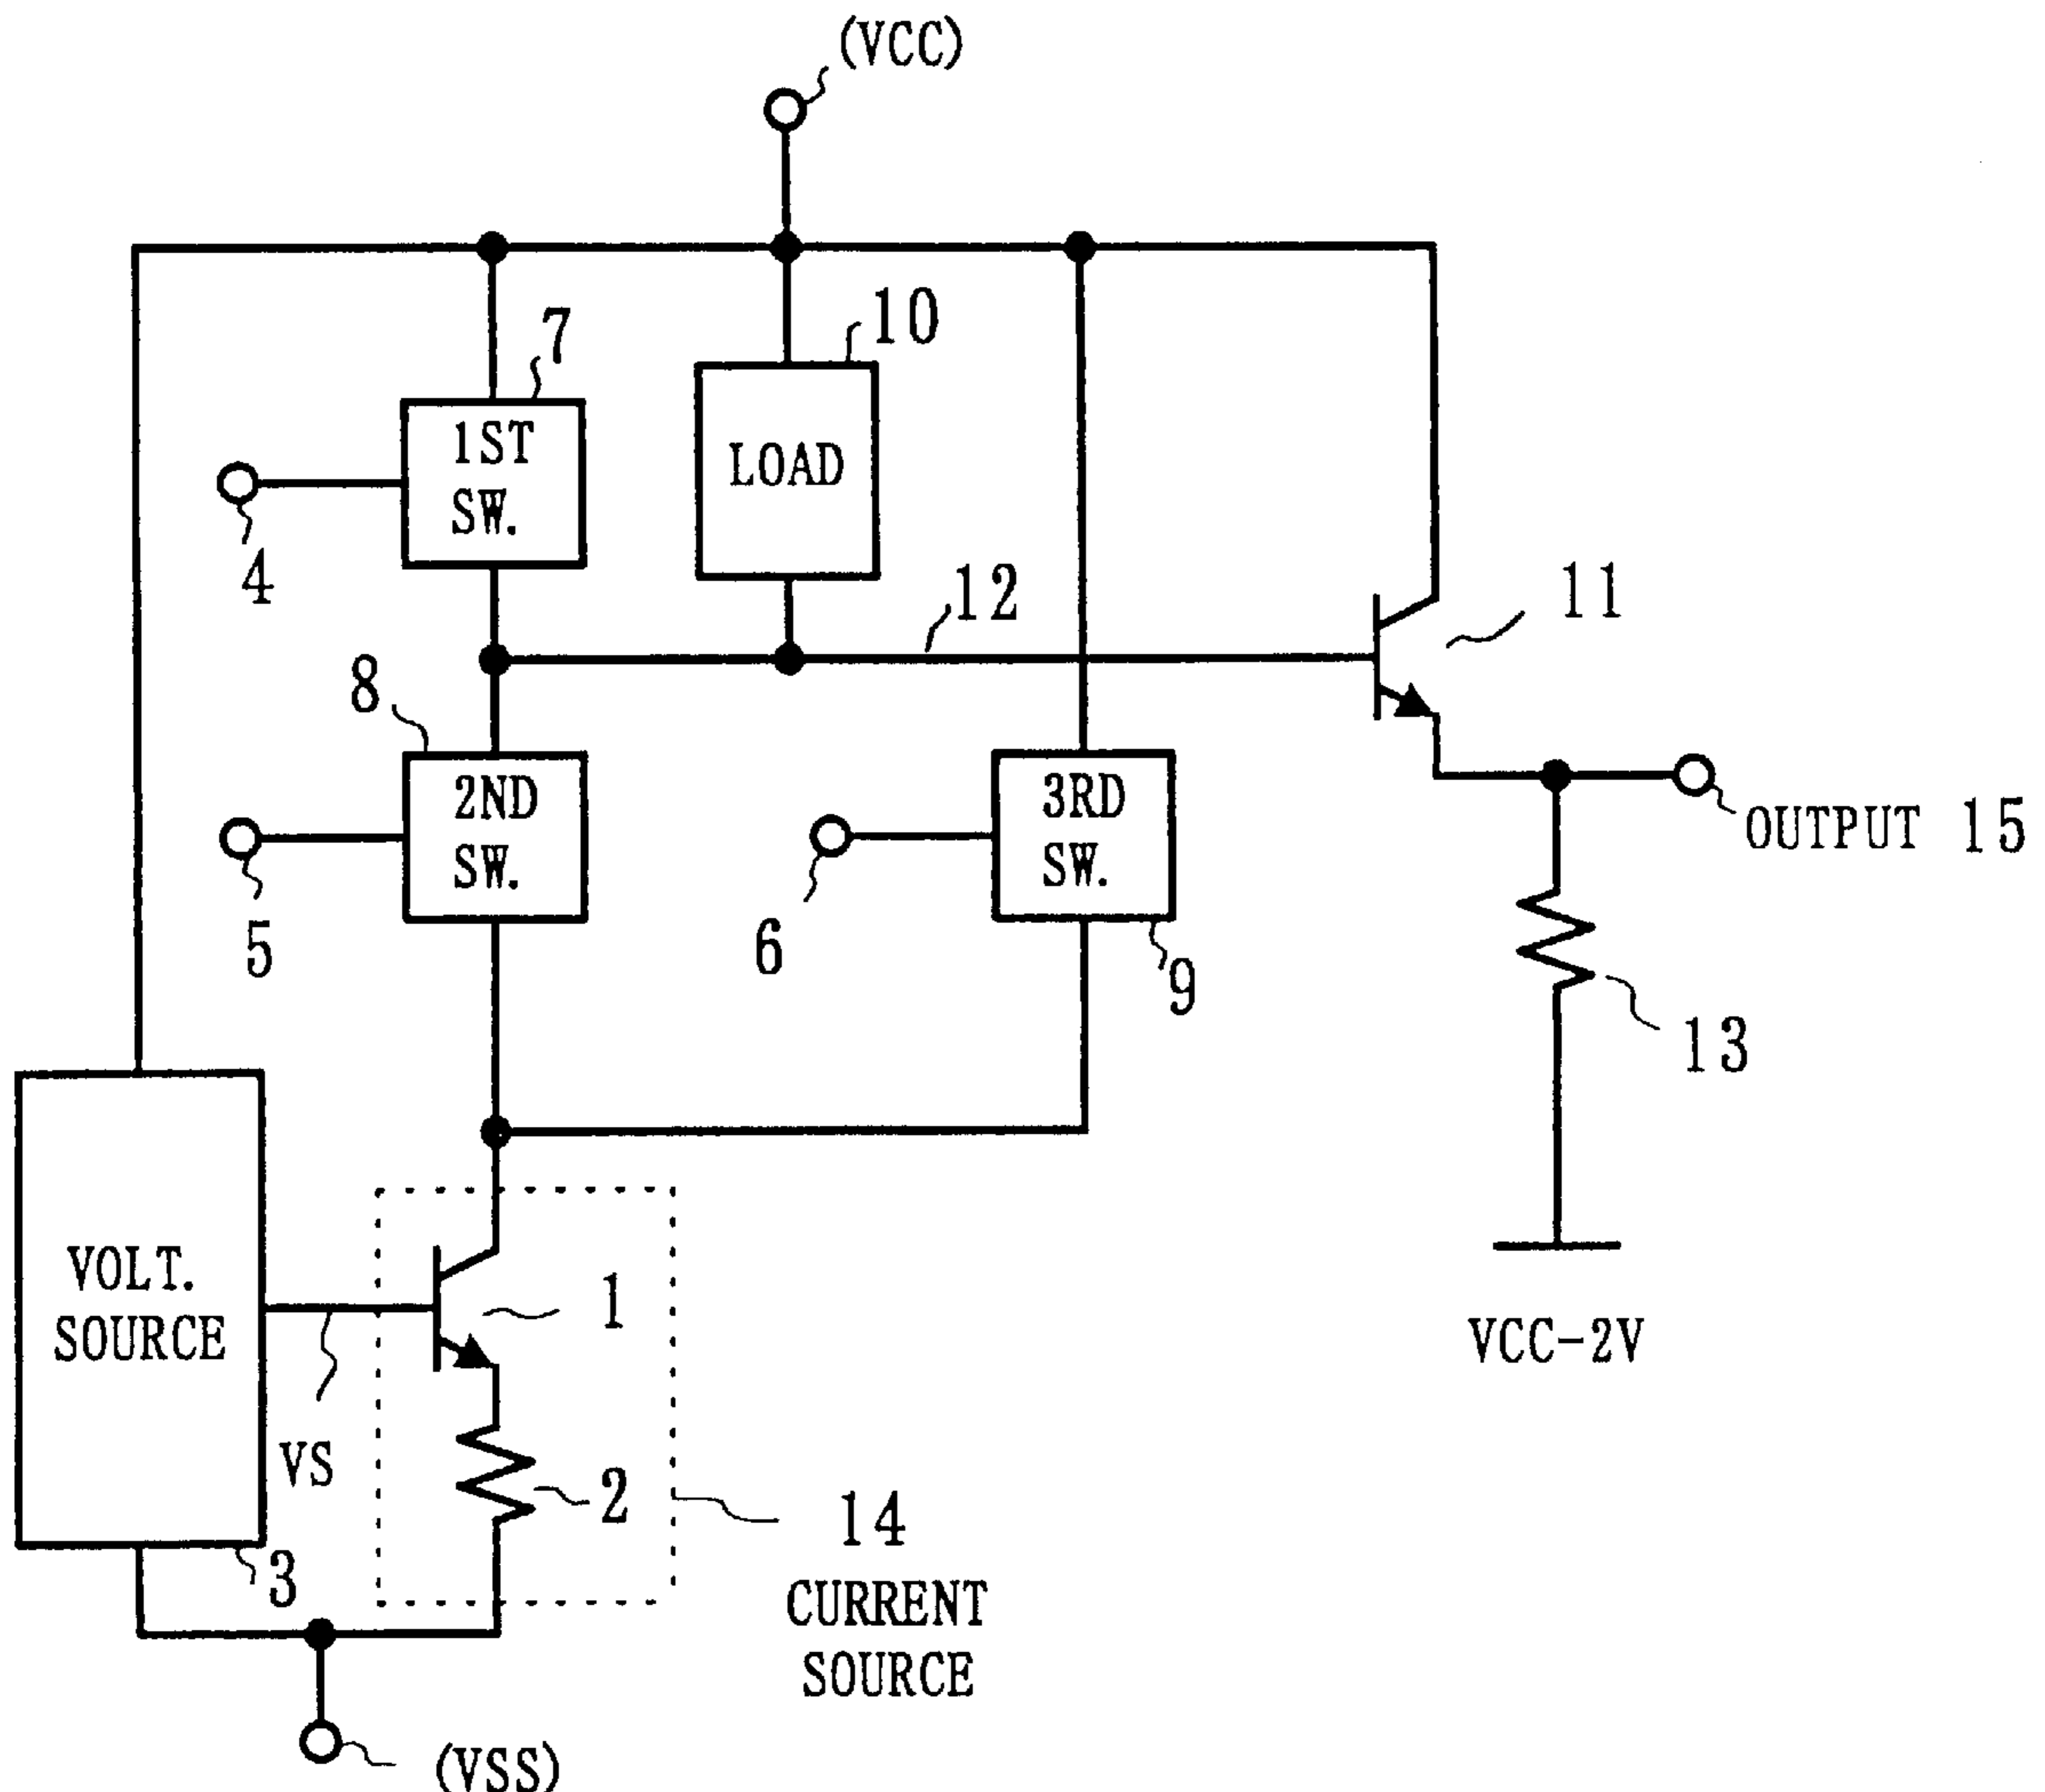 (VCC)
7
10
1ST
SW.
LOAD
4
12
11
8
2ND
SW.
3RD
SW.
OUTPUT 15
5
6
9
13
VOLT.
SOURCE
1
VCC-2V
VS
2
14
CURRENT
SOURCE
3
(VSS)